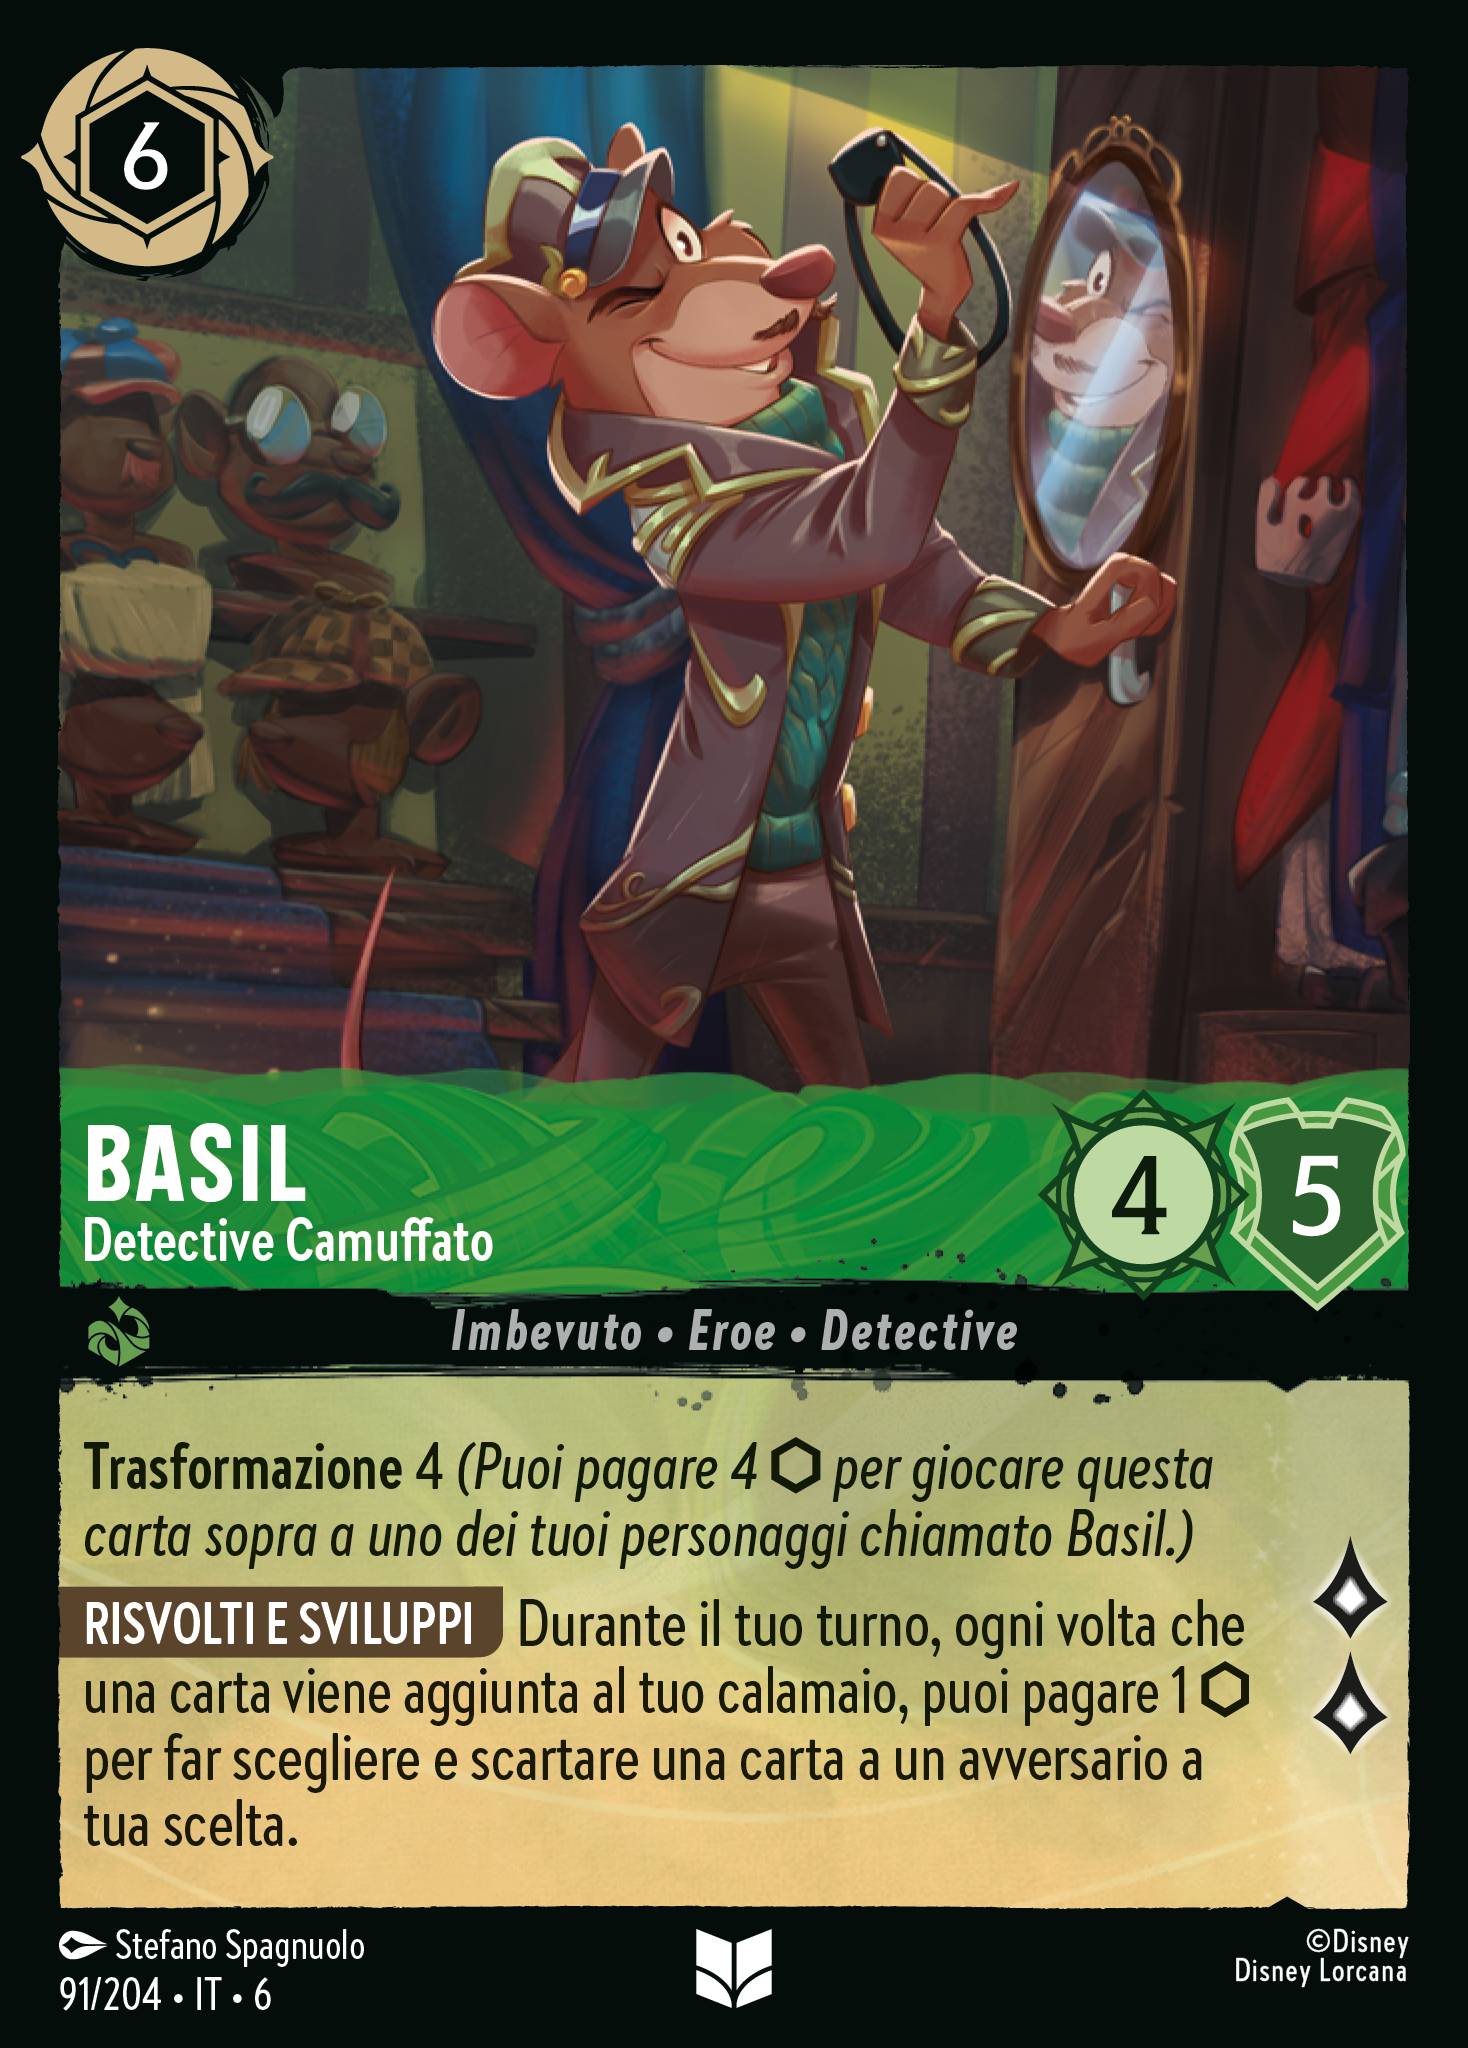 6
BASIL
Detective Camuffato
4
5
Imbevuto • Eroe • Detective
Trasformazione 4 (Puoi pagare 4 ⬡ per giocare questa
carta sopra a uno dei tuoi personaggi chiamato Basil.)
RISVOLTI E SVILUPPI Durante il tuo turno, ogni volta che
una carta viene aggiunta al tuo calamaio, puoi pagare 1 ⬡
per far scegliere e scartare una carta a un avversario a
tua scelta.
Stefano Spagnuolo
91/204 • IT • 6
©Disney
Disney Lorcana